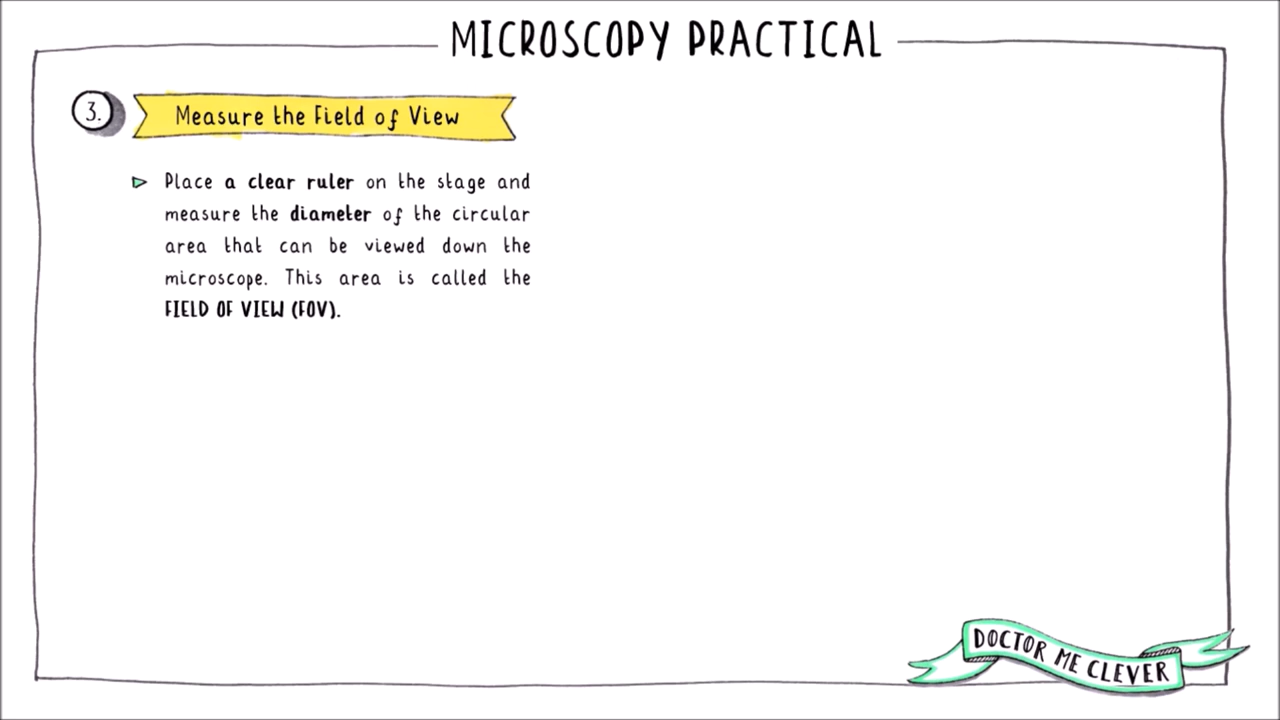 MICROSCOPY PRACTICAL
3.
Measure the Field of View
Place a clear ruler on the stage and
measure the diameter of the circular
area that can be viewed down the
microscope. This area is called the
FIELD OF VIEW (FOV).
DOCTOR ME CLEVER